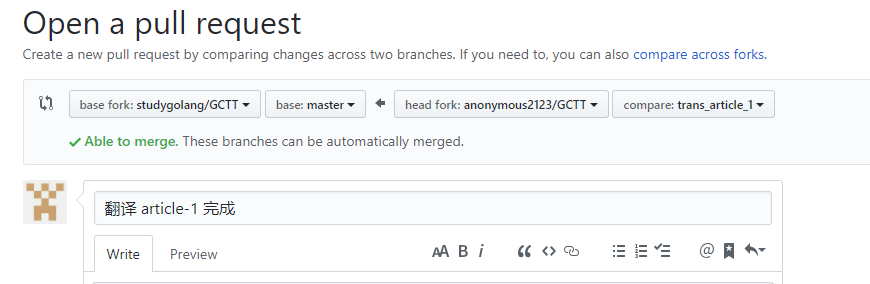 Open a pull request
Create a new pull request by comparing changes across two branches. If you need to, you can also compare across forks.
base fork: studygolang/GCTT base: master head fork: anonymous2123/GCTT compare: trans_article_1
Able to merge. These branches can be automatically merged.
翻译 article-1 完成
Write Preview AA B i @